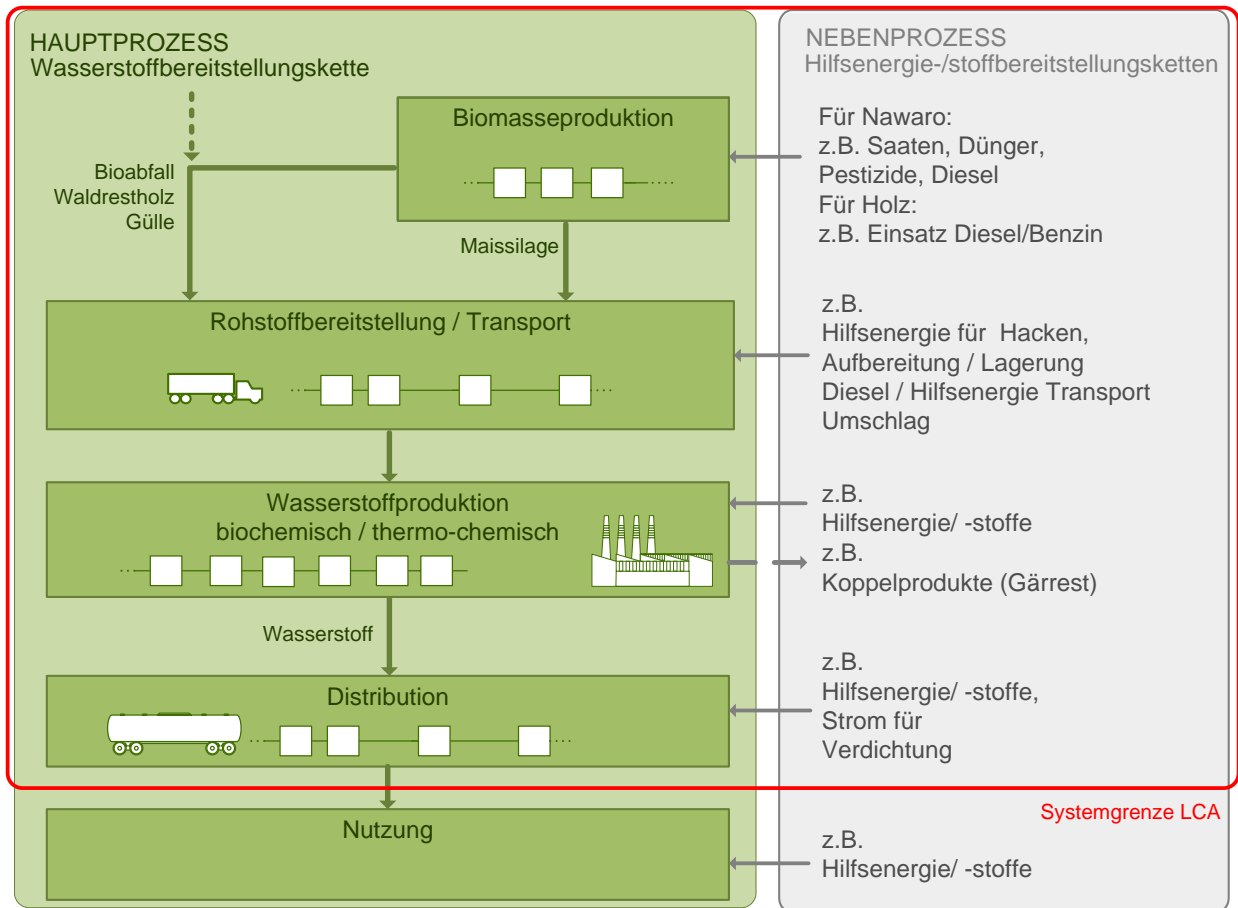 HAUPTPROZESS
Wasserstoffbereitstellungskette
NEBENPROZESS
Hilfsenergie-/stoffbereitstellungsketten
Biomasseproduktion
Für Nawaro:
z.B. Saaten, Dünger,
Pestizide, Diesel
Für Holz:
z.B. Einsatz Diesel/Benzin
Bioabfall
Waldrestholz
Gülle
Maissilage
Rohstoffbereitstellung / Transport
z.B.
Hilfsenergie für Hacken,
Aufbereitung / Lagerung
Diesel / Hilfsenergie Transport
Umschlag
Wasserstoffproduktion
biochemisch / thermo-chemisch
z.B.
Hilfsenergie/ -stoffe
z.B.
Koppelprodukte (Gärrest)
Wasserstoff
Distribution
z.B.
Hilfsenergie/ -stoffe,
Strom für
Verdichtung
Systemgrenze LCA
Nutzung
z.B.
Hilfsenergie/ -stoffe